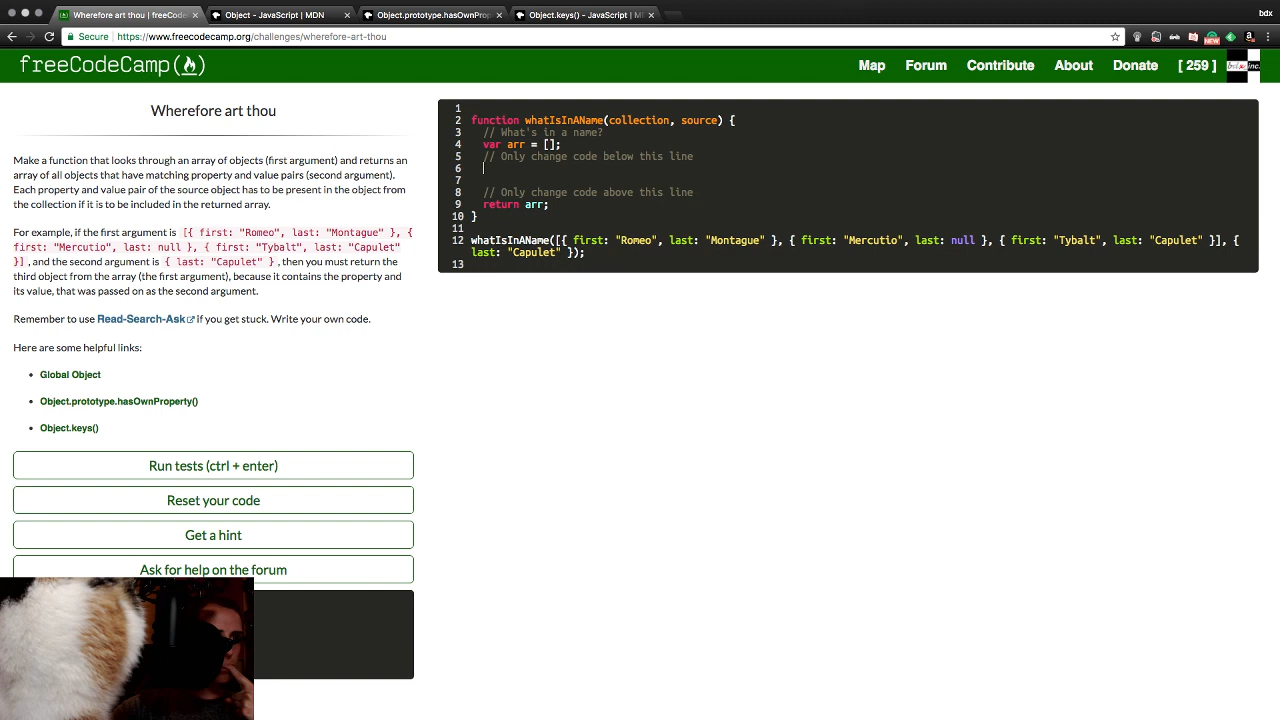 Wherefore art thou | freeCod
Object - JavaScript | MDN
Object.prototype.hasOwnProp
Object.keys() - JavaScript | M
bdx
Secure
https://www.freecodecamp.org/challenges/wherefore-art-thou
NEW
freeCodeCamp
Map
Forum
Contribute
About
Donate
[ 259 ]
bdx inc.
Wherefore art thou
Make a function that looks through an array of objects (first argument) and returns an
array of all objects that have matching property and value pairs (second argument).
Each property and value pair of the source object has to be present in the object from
the collection if it is to be included in the returned array.
For example, if the first argument is [{ first: "Romeo", last: "Montague" }, {
first: "Mercutio", last: null }, { first: "Tybalt", last: "Capulet"
}] , and the second argument is { last: "Capulet" } , then you must return the
third object from the array (the first argument), because it contains the property and
its value, that was passed on as the second argument.
Remember to use Read-Search-Ask if you get stuck. Write your own code.
Here are some helpful links:
Global Object
Object.prototype.hasOwnProperty()
Object.keys()
Run tests (ctrl + enter)
Reset your code
Get a hint
Ask for help on the forum
1
2 function whatIsInAName(collection, source) {
3 // What's in a name?
4 var arr = [];
5 // Only change code below this line
6
7
8 // Only change code above this line
9 return arr;
10 }
11
12 whatIsInAName([{ first: "Romeo", last: "Montague" }, { first: "Mercutio", last: null }, { first: "Tybalt", last: "Capulet" }], {
last: "Capulet" });
13